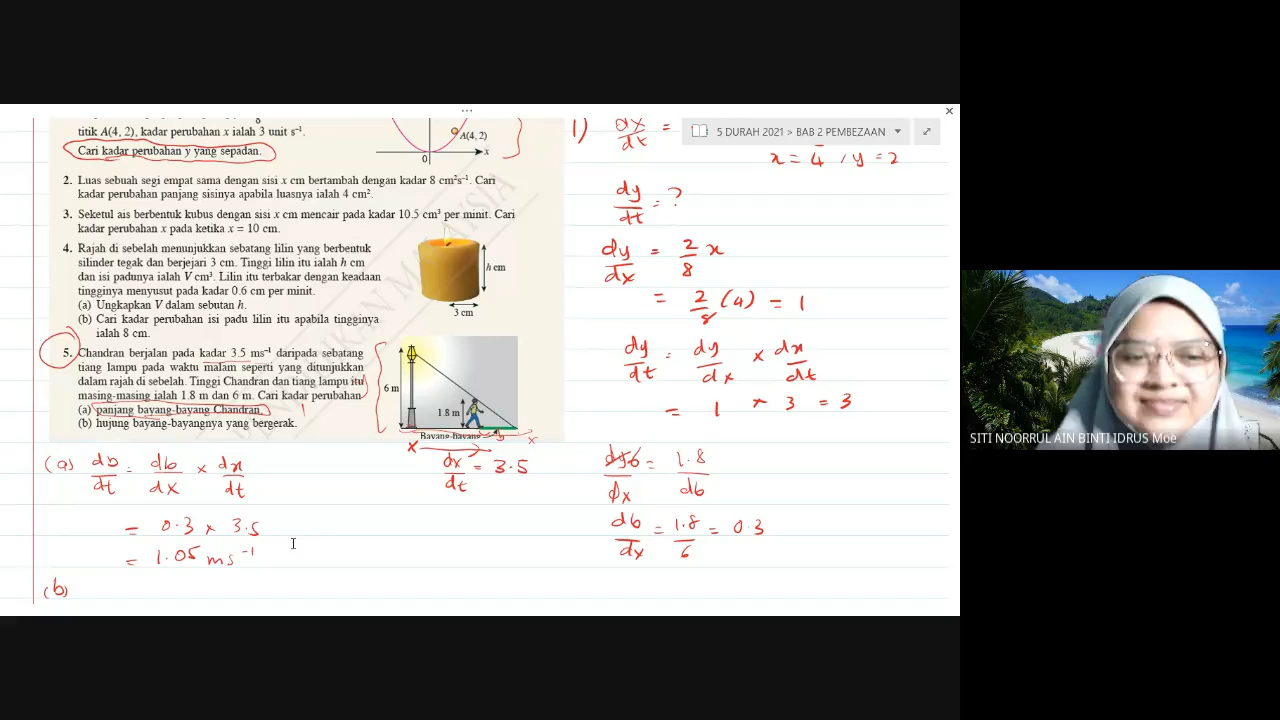 titik A(4, 2), kadar perubahan x ialah 3 unit s⁻¹.
Cari kadar perubahan y yang sepadan.
A(4, 2)
0
x
2. Luas sebuah segi empat sama dengan sisi x cm bertambah dengan kadar 8 cm²s⁻¹. Cari
kadar perubahan panjang sisinya apabila luasnya ialah 4 cm².
3. Seketul ais berbentuk kubus dengan sisi x cm mencair pada kadar 10.5 cm³ per minit. Cari
kadar perubahan x pada ketika x = 10 cm.
4. Rajah di sebelah menunjukkan sebatang lilin yang berbentuk
silinder tegak dan berjejari 3 cm. Tinggi lilin itu ialah h cm
dan isi padunya ialah V cm³. Lilin itu terbakar dengan keadaan
tingginya menyusut pada kadar 0.6 cm per minit.
(a) Ungkapkan V dalam sebutan h.
(b) Cari kadar perubahan isi padu lilin itu apabila tingginya
ialah 8 cm.
h cm
3 cm
5. Chandran berjalan pada kadar 3.5 ms⁻¹ daripada sebatang
tiang lampu pada waktu malam seperti yang ditunjukkan
dalam rajah di sebelah. Tinggi Chandran dan tiang lampu itu
masing-masing ialah 1.8 m dan 6 m. Cari kadar perubahan
(a) panjang bayang-bayang Chandran.
(b) hujung bayang-bayangnya yang bergerak.
6 m
1.8 m
Bayang-bayang
x
b
x
dx/dt = 3.5
(a) db/dt = db/dx × dx/dt
= 0.3 × 3.5
= 1.05 ms⁻¹
(b)
1) dx/dt =
x = 4 , y = 2
dy/dt = ?
dy/dx = 2/8 x
= 2/8 (4) = 1
dy/dt = dy/dx × dx/dt
= 1 × 3 = 3
= 1.8/db
db/dx = 1.8/6 = 0.3
5 DURAH 2021 > BAB 2 PEMBEZAAN
SITI NOORRUL AIN BINTI IDRUS Moe